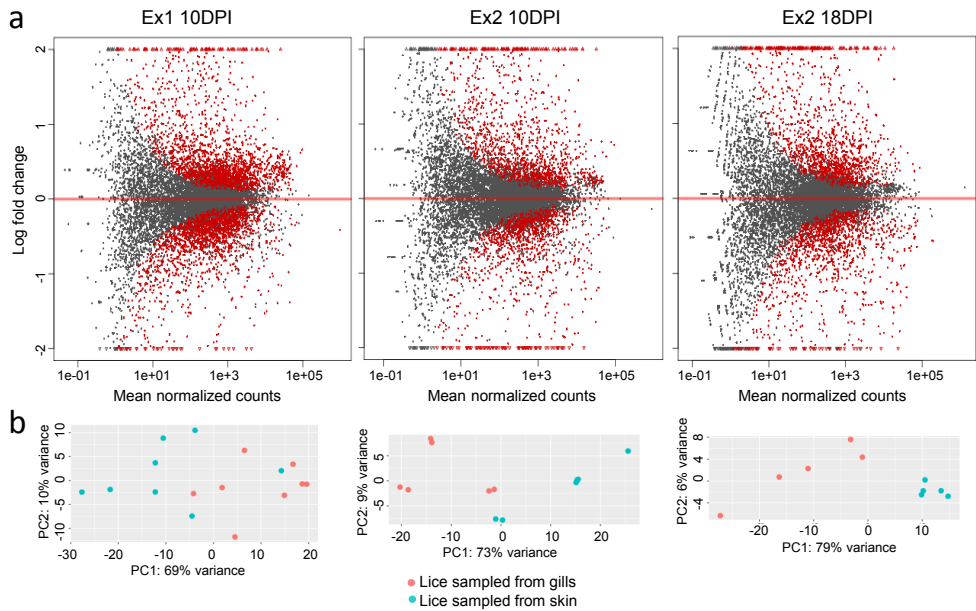 a
Ex1 10DPI
Ex2 10DPI
Ex2 18DPI
Log fold change
2
1
0
-1
-2
1e-01 1e+01 1e+03 1e+05
1e-01 1e+01 1e+03 1e+05
1e-01 1e+01 1e+03 1e+05
Mean normalized counts
Mean normalized counts
Mean normalized counts
b
PC2: 10% variance
10
5
0
-5
-10
-30 -20 -10 0 10 20
PC1: 69% variance
PC2: 9% variance
5
0
-5
-20 -10 0 10 20
PC1: 73% variance
PC2: 6% variance
8
4
0
-4
-20 -10 0 10
PC1: 79% variance
Lice sampled from gills
Lice sampled from skin